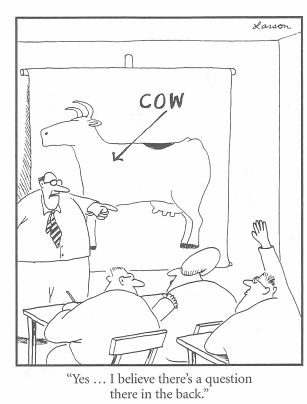 Larson
COW
“Yes ... I believe there’s a question
there in the back.”